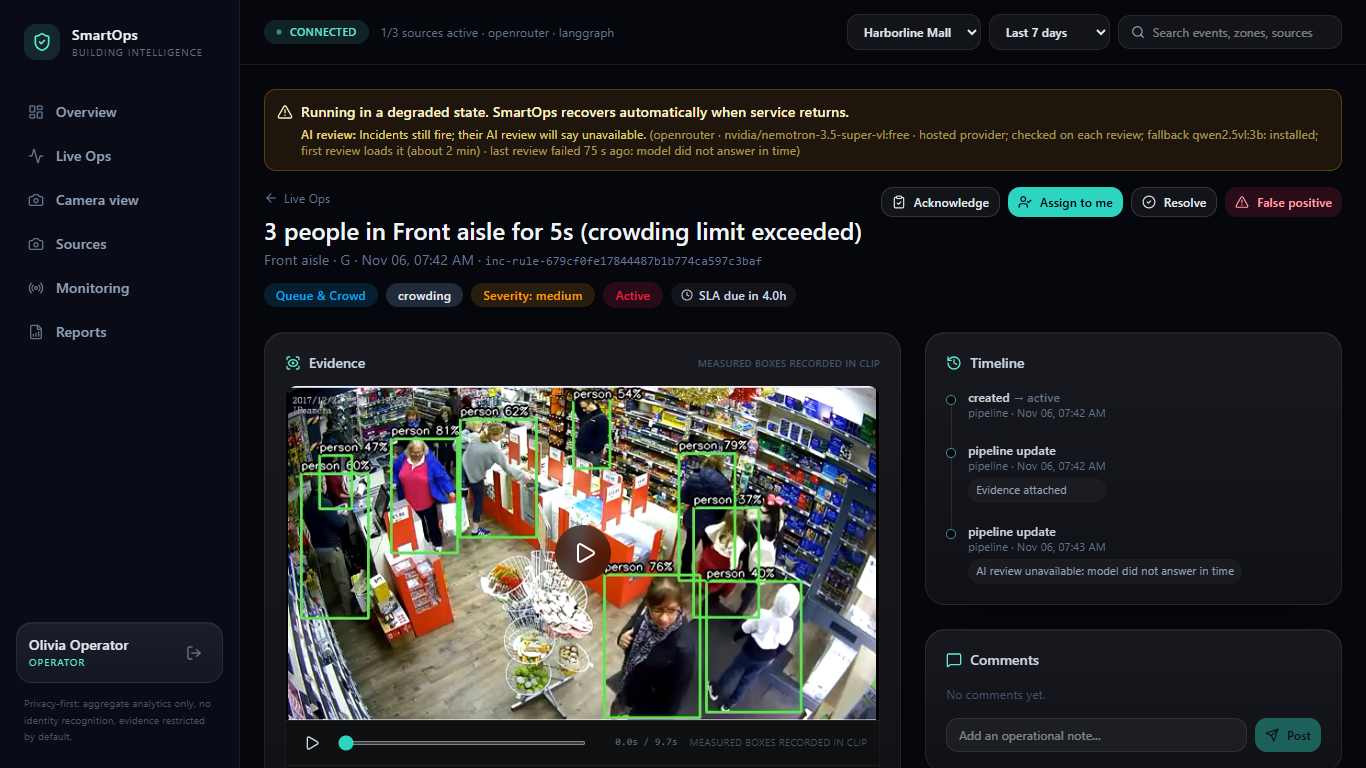 SmartOps
BUILDING INTELLIGENCE
Overview
Live Ops
Camera view
Sources
Monitoring
Reports
Olivia Operator
OPERATOR
Privacy-first: aggregate analytics only, no
identity recognition, evidence restricted
by default.
CONNECTED
1/3 sources active · openrouter · langgraph
Harborline Mall
Last 7 days
Search events, zones, sources
Running in a degraded state. SmartOps recovers automatically when service returns.
AI review: Incidents still fire; their AI review will say unavailable. (openrouter · nvidia/nemotron-3.5-super-vl:free · hosted provider; checked on each review; fallback qwen2.5vl:3b: installed;
first review loads it (about 2 min) · last review failed 75 s ago: model did not answer in time)
Live Ops
Acknowledge
Assign to me
Resolve
False positive
3 people in Front aisle for 5s (crowding limit exceeded)
Front aisle · G · Nov 06, 07:42 AM · inc-rule-679cf0fe17844487b1b774ca597c3baf
Queue & Crowd
crowding
Severity: medium
Active
SLA due in 4.0h
Evidence
MEASURED BOXES RECORDED IN CLIP
person 54%
person 62%
person 81%
person 47%
person 60%
person 79%
person 37%
person 76%
person 40%
0.0s / 9.7s
MEASURED BOXES RECORDED IN CLIP
Timeline
created → active
pipeline · Nov 06, 07:42 AM
pipeline update
pipeline · Nov 06, 07:42 AM
Evidence attached
pipeline update
pipeline · Nov 06, 07:43 AM
AI review unavailable: model did not answer in time
Comments
No comments yet.
Add an operational note...
Post